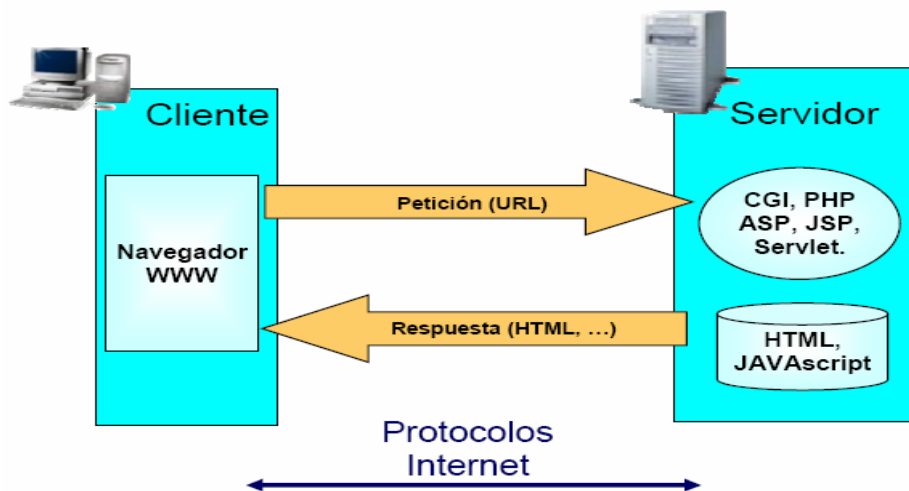 Cliente
Servidor
Petición (URL)
CGI, PHP
ASP, JSP,
Servlet.
Navegador
WWW
Respuesta (HTML, ...)
HTML,
JAVAscript
Protocolos
Internet